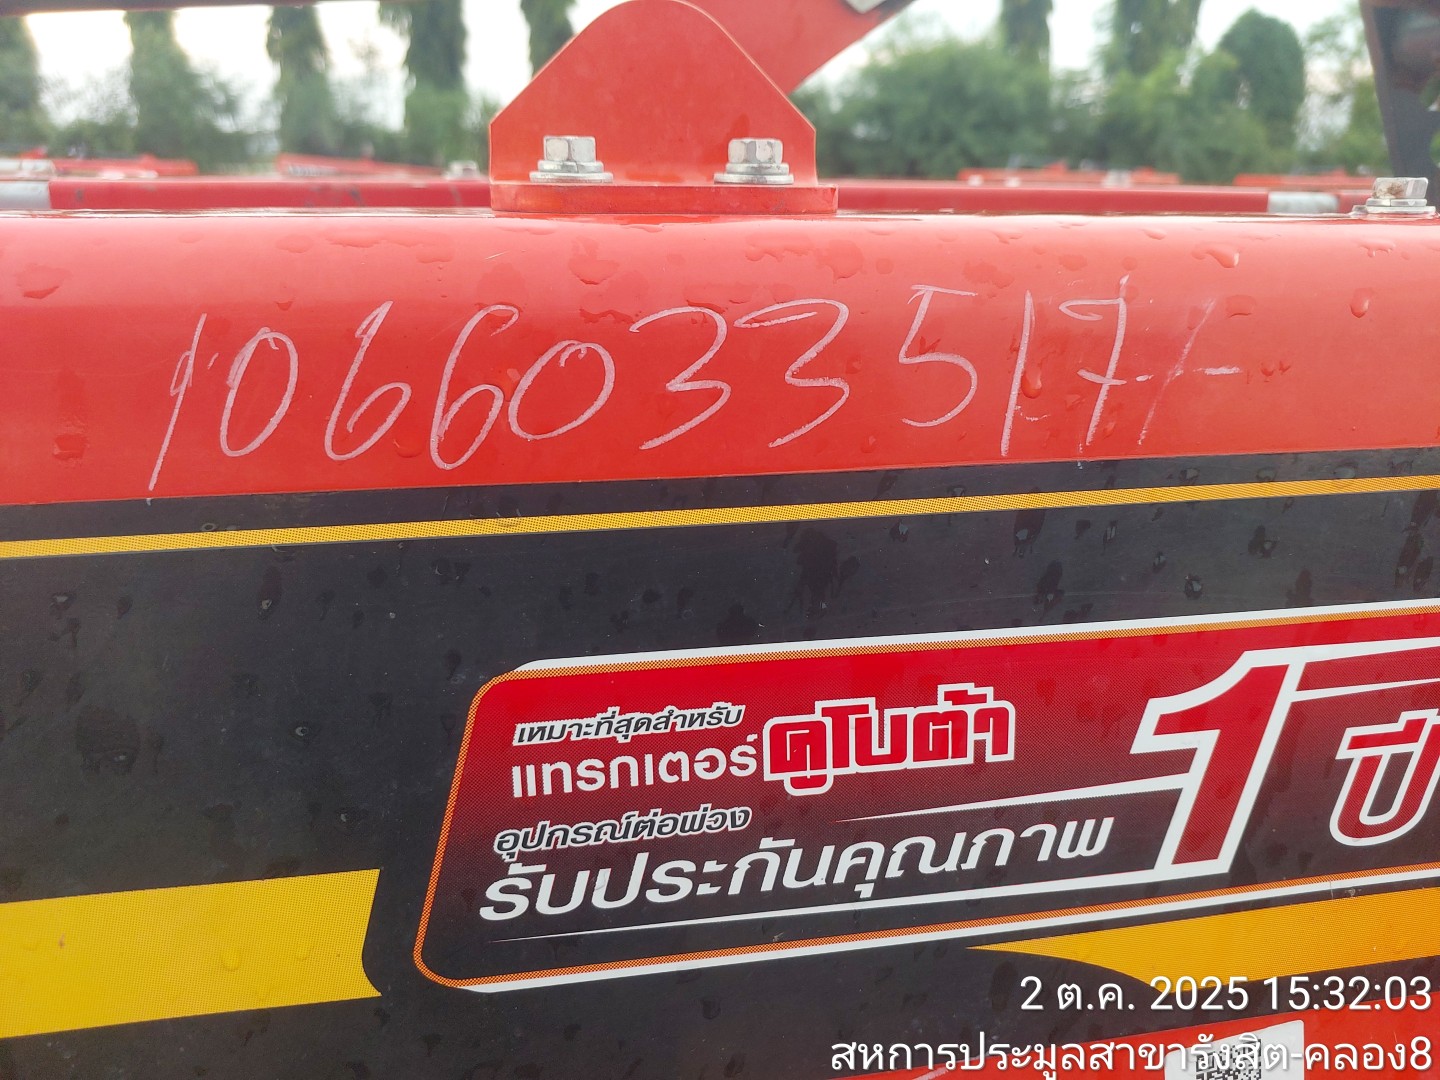 1066033517/-
เหมาะที่สุดสำหรับ
แทรกเตอร์คูโบต้า
อุปกรณ์ต่อพ่วง
รับประกันคุณภาพ 1 ปี
2 ต.ค. 2025 15:32:03
สหการประมูลสาขารังสิต-คลอง8